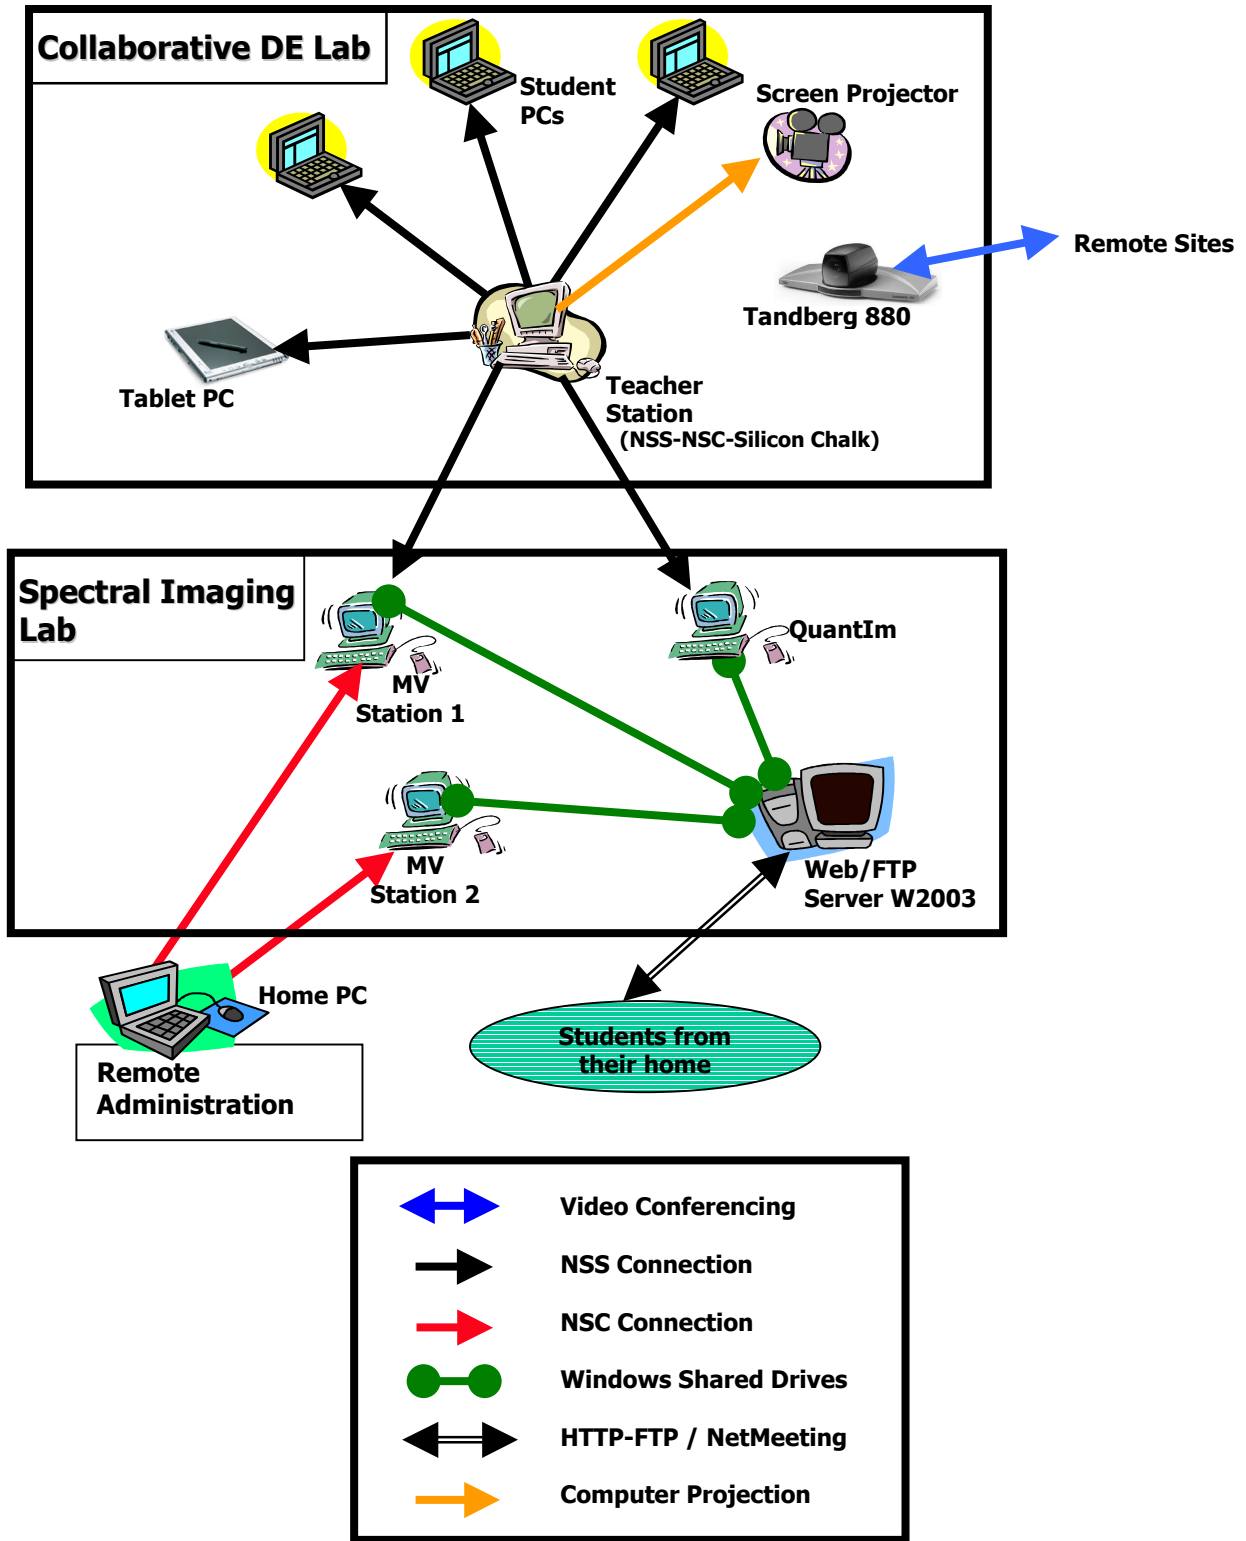 Collaborative DE Lab
Student
PCs
Screen Projector
Remote Sites
Tandberg 880
Tablet PC
Teacher
Station
(NSS-NSC-Silicon Chalk)
Spectral Imaging
Lab
QuantIm
MV
Station 1
MV
Station 2
Web/FTP
Server W2003
Home PC
Students from
their home
Remote
Administration
Video Conferencing
NSS Connection
NSC Connection
Windows Shared Drives
HTTP-FTP / NetMeeting
Computer Projection